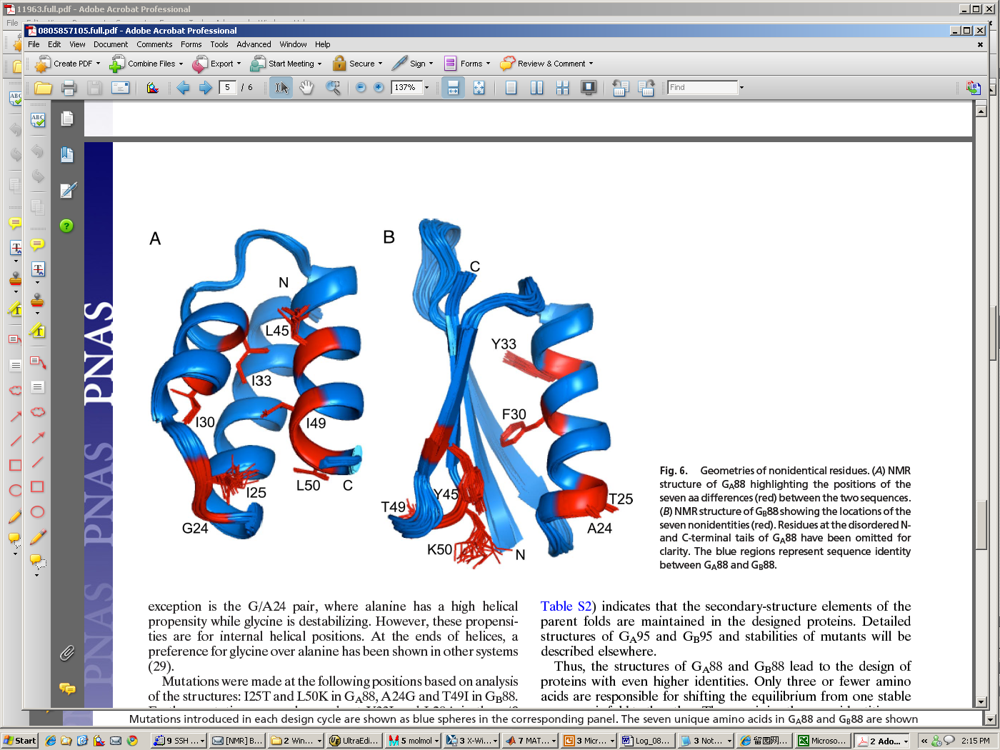 11963.full.pdf - Adobe Acrobat Professional
File
0805857105.full.pdf - Adobe Acrobat Professional
File Edit View Document Comments Forms Tools Advanced Window Help
Create PDF Combine Files Export Start Meeting Secure Sign Forms Review & Comment
5 / 6 137% Find
PNAS
PNAS
PNAS
A
B
N
L45
I33
I30
I49
I25
L50
C
G24
C
Y33
F30
Y45
T49
T25
A24
K50
N
Fig. 6. Geometries of nonidentical residues. (A) NMR
structure of GA88 highlighting the positions of the
seven aa differences (red) between the two sequences.
(B) NMR structure of GB88 showing the locations of the
seven nonidentities (red). Residues at the disordered N-
and C-terminal tails of GA88 have been omitted for
clarity. The blue regions represent sequence identity
between GA88 and GB88.
exception is the G/A24 pair, where alanine has a high helical
propensity while glycine is destabilizing. However, these propensi-
ties are for internal helical positions. At the ends of helices, a
preference for glycine over alanine has been shown in other systems
(29).
Mutations were made at the following positions based on analysis
of the structures: I25T and L50K in GA88, A24G and T49I in GB88.
Table S2) indicates that the secondary-structure elements of the
parent folds are maintained in the designed proteins. Detailed
structures of GA95 and GB95 and stabilities of mutants will be
described elsewhere.
Thus, the structures of GA88 and GB88 lead to the design of
proteins with even higher identities. Only three or fewer amino
acids are responsible for shifting the equilibrium from one stable
Mutations introduced in each design cycle are shown as blue spheres in the corresponding panel. The seven unique amino acids in GA88 and GB88 are shown
Start 9 SSH ... [NMR] B... 2 Win... UltraEdi... 5 molmol 3 X-Wi... 7 MAT... 3 Micr... Log_08... 3 Not... 留园网... Microso... 2 Ado... « 2:15 PM